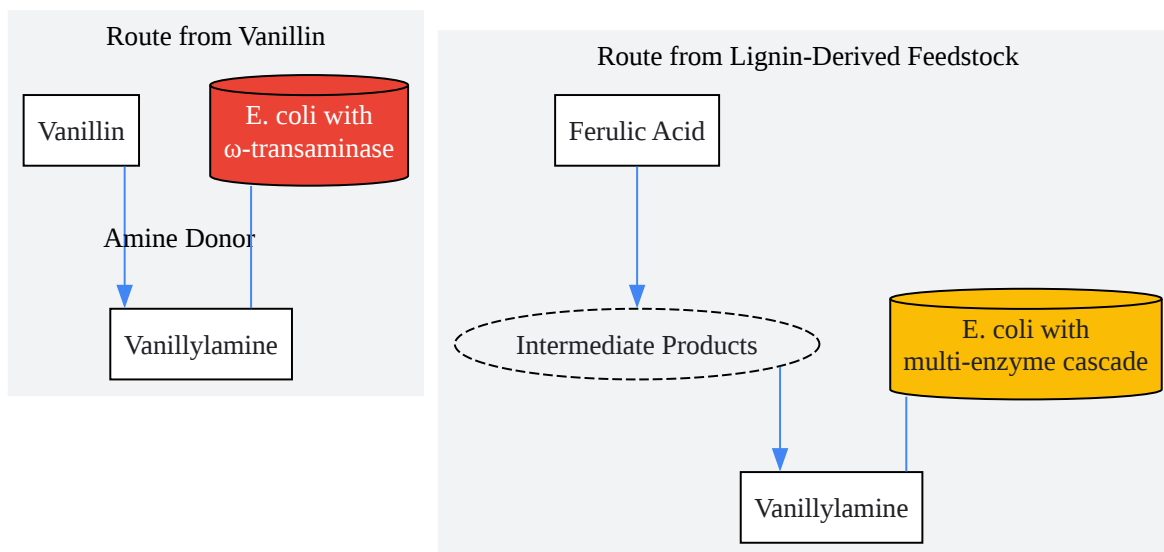 Route from Vanillin
Vanillin
E. coli with
ω-transaminase
Amine Donor
Vanillylamine
Route from Lignin-Derived Feedstock
Ferulic Acid
Intermediate Products
E. coli with
multi-enzyme cascade
Vanillylamine